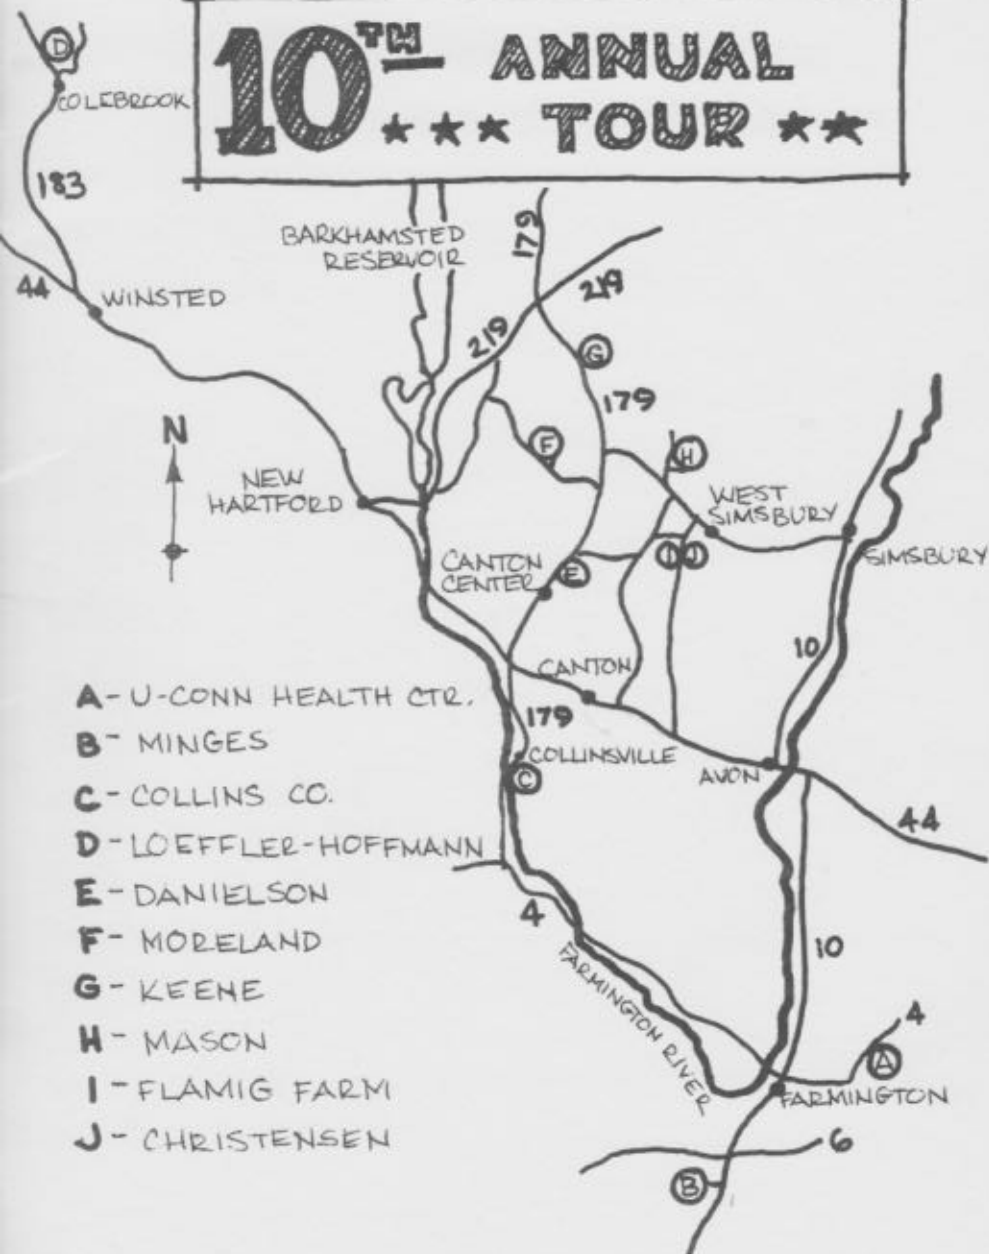 10TH ANNUAL
★★★ TOUR ★★
D
COLEBROOK
183
44
WINSTED
BARKHAMSTED
RESERVOIR
179
219
219
G
179
N
NEW
HARTFORD
F
H
WEST
SIMSBURY
SIMSBURY
CANTON
CENTER
E
I J
10
CANTON
179
COLLINSVILLE
C
AVON
44
4
FARMINGTON RIVER
10
4
A
FARMINGTON
6
B
A - U-CONN HEALTH CTR.
B - MINGES
C - COLLINS CO.
D - LOEFFLER-HOFFMANN
E - DANIELSON
F - MORELAND
G - KEENE
H - MASON
I - FLAMIG FARM
J - CHRISTENSEN